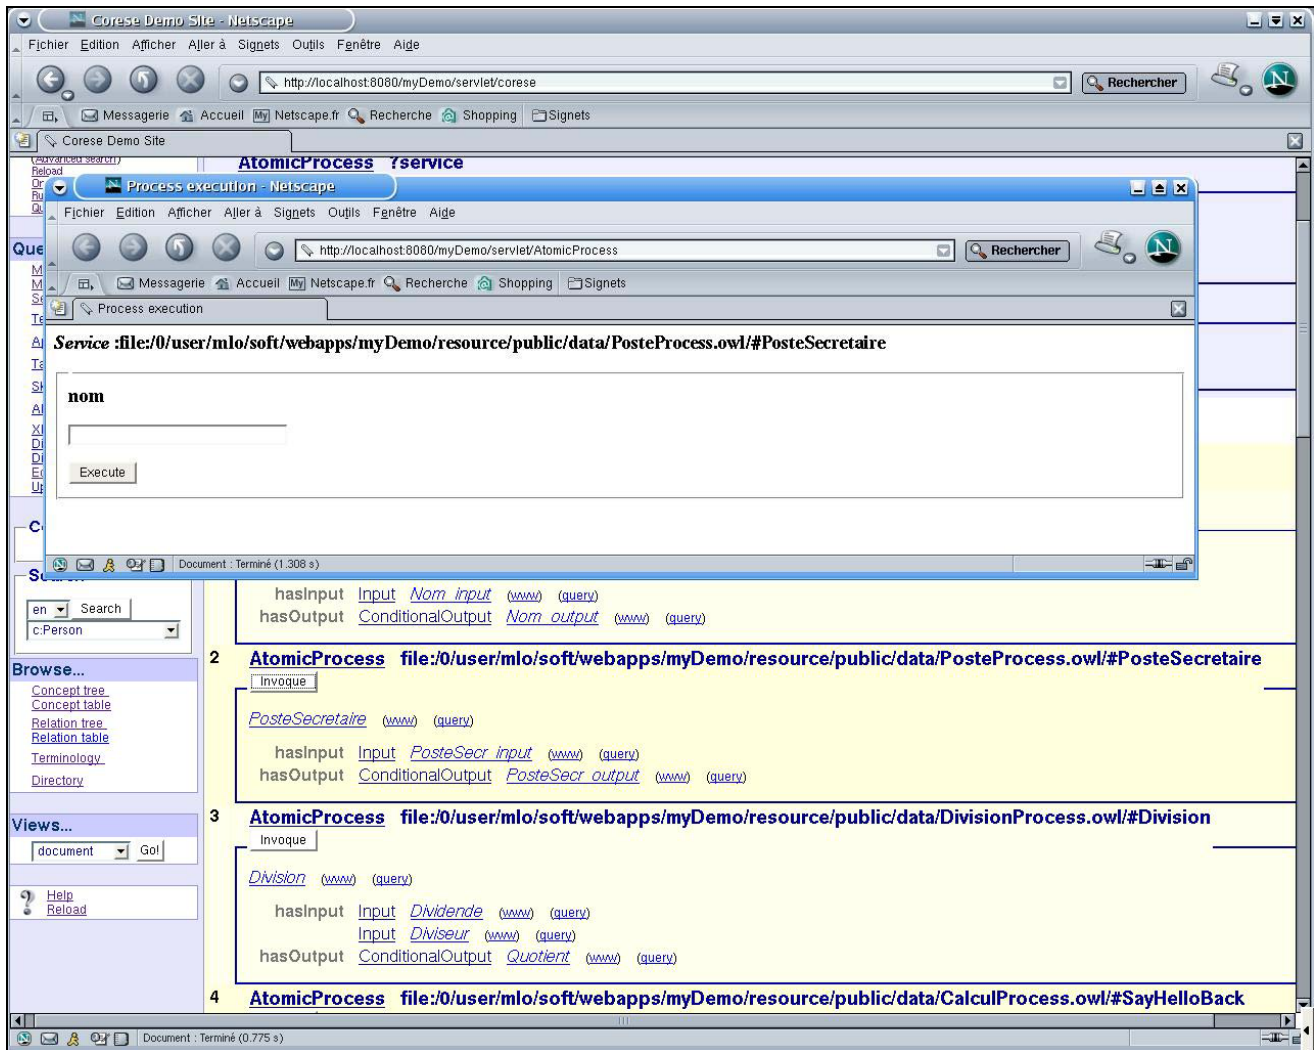 Corese Demo Site - Netscape
Fichier Edition Afficher Aller à Signets Outils Fenêtre Aide
http://localhost:8080/myDemo/servlet/corese Rechercher N
Messagerie Accueil My Netscape.fr Recherche Shopping Signets
Corese Demo Site
(Advanced search)
Reload
AtomicProcess ?service
Process execution - Netscape
Fichier Edition Afficher Aller à Signets Outils Fenêtre Aide
http://localhost:8080/myDemo/servlet/AtomicProcess Rechercher N
Messagerie Accueil My Netscape.fr Recherche Shopping Signets
Process execution
Service :file:/0/user/mlo/soft/webapps/myDemo/resource/public/data/PosteProcess.owl/#PosteSecretaire
nom
Execute
Document : Terminé (1.308 s)
en Search
c:Person
Browse...
Concept tree
Concept table
Relation tree
Relation table
Terminology
Directory
Views...
document Go!
? Help
Reload
hasInput Input Nom_input (www) (query)
hasOutput ConditionalOutput Nom_output (www) (query)
2 AtomicProcess file:/0/user/mlo/soft/webapps/myDemo/resource/public/data/PosteProcess.owl/#PosteSecretaire
Invoque
PosteSecretaire (www) (query)
hasInput Input PosteSecr_input (www) (query)
hasOutput ConditionalOutput PosteSecr_output (www) (query)
3 AtomicProcess file:/0/user/mlo/soft/webapps/myDemo/resource/public/data/DivisionProcess.owl/#Division
Invoque
Division (www) (query)
hasInput Input Dividende (www) (query)
Input Diviseur (www) (query)
hasOutput ConditionalOutput Quotient (www) (query)
4 AtomicProcess file:/0/user/mlo/soft/webapps/myDemo/resource/public/data/CalculProcess.owl/#SayHelloBack
Document : Terminé (0.775 s)